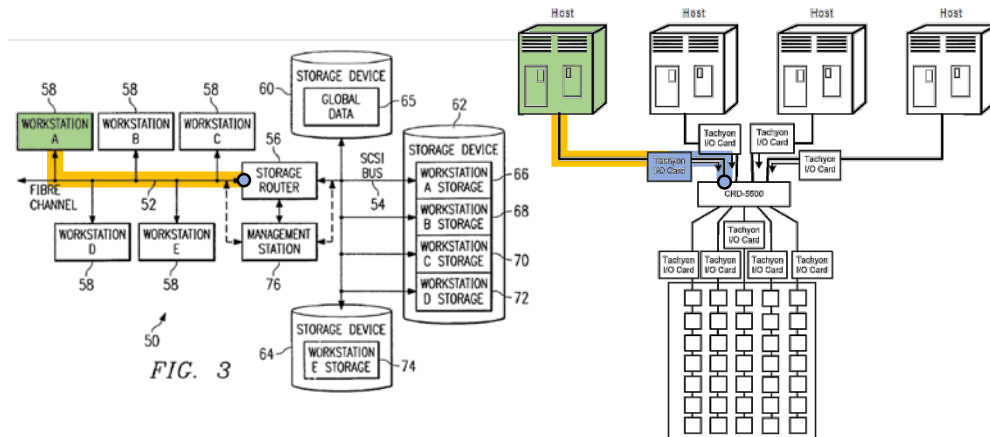 Host
Host
Host
Host
58
58
58
WORKSTATION
A
WORKSTATION
B
WORKSTATION
C
60
STORAGE DEVICE
GLOBAL
DATA
65
62
56
STORAGE
ROUTER
SCSI
BUS
54
FIBRE
CHANNEL
52
WORKSTATION
D
58
WORKSTATION
E
58
MANAGEMENT
STATION
76
STORAGE DEVICE
WORKSTATION
A STORAGE
66
WORKSTATION
B STORAGE
68
WORKSTATION
C STORAGE
70
WORKSTATION
D STORAGE
72
STORAGE DEVICE
64
WORKSTATION
E STORAGE
74
50
FIG. 3
Tachyon
I/O Card
Tachyon
I/O Card
Tachyon
I/O Card
Tachyon
I/O Card
CRD-5500
Tachyon
I/O Card
Tachyon
I/O Card
Tachyon
I/O Card
Tachyon
I/O Card
Tachyon
I/O Card